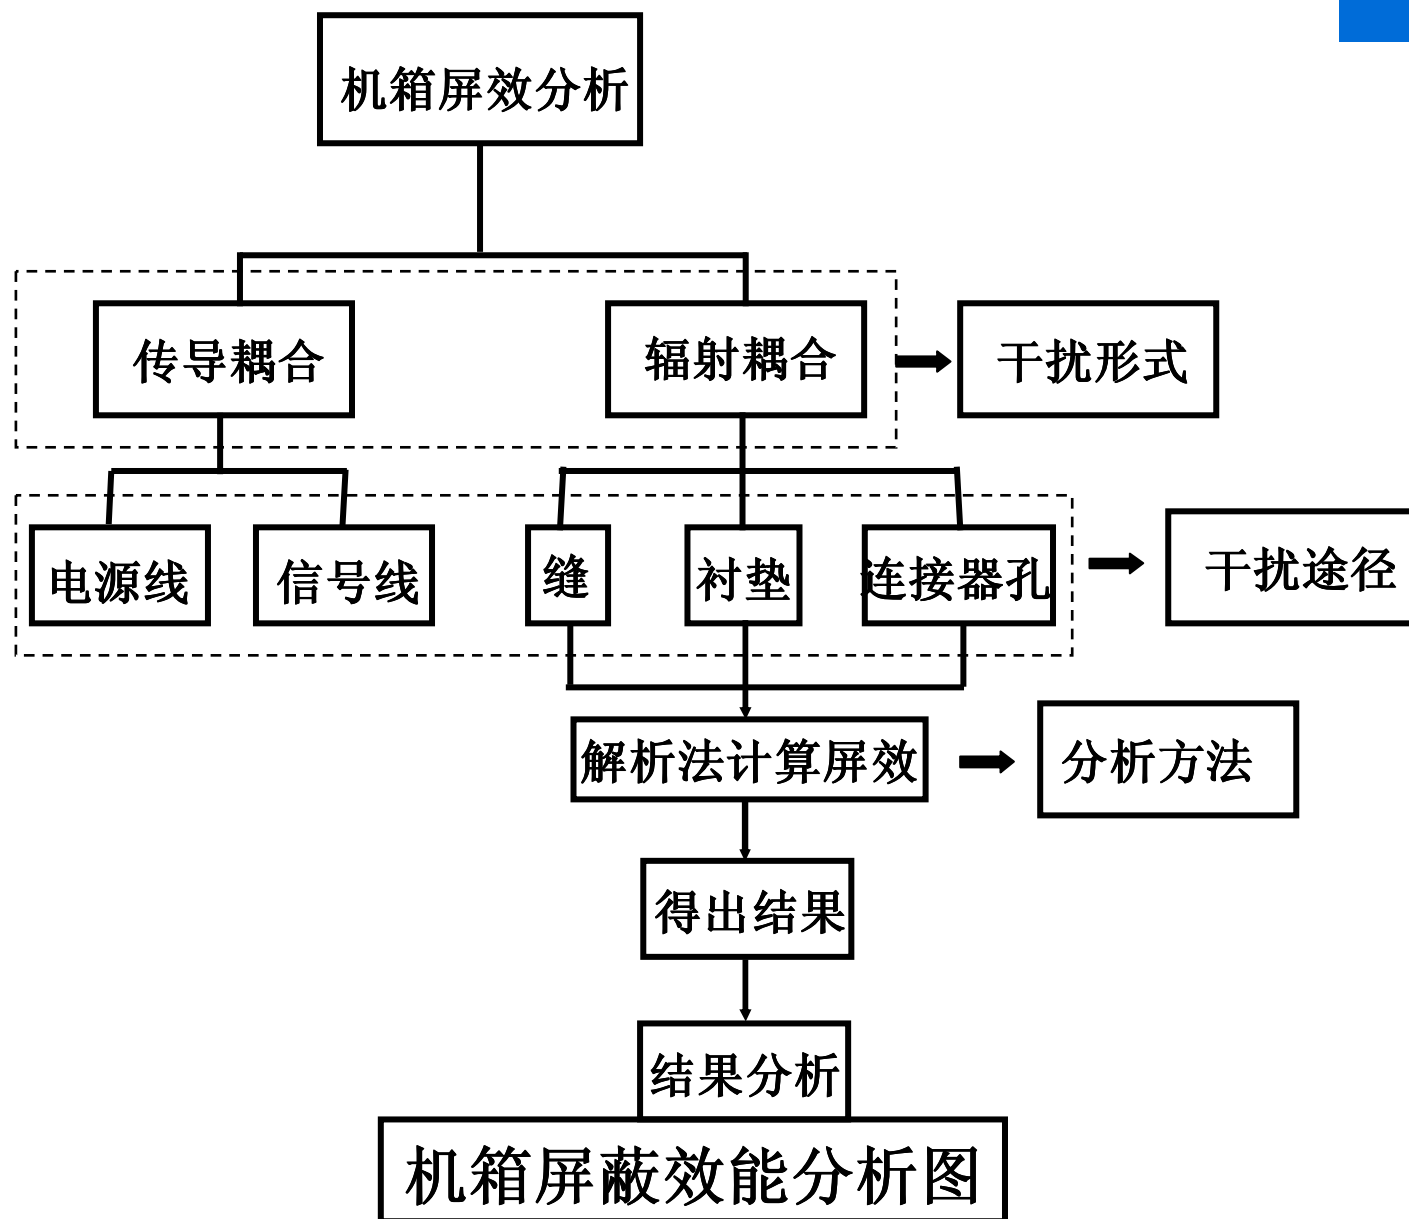 机箱屏效分析
传导耦合
辐射耦合
干扰形式
电源线
信号线
缝
衬垫
连接器孔
干扰途径
解析法计算屏效
分析方法
得出结果
结果分析
机箱屏蔽效能分析图